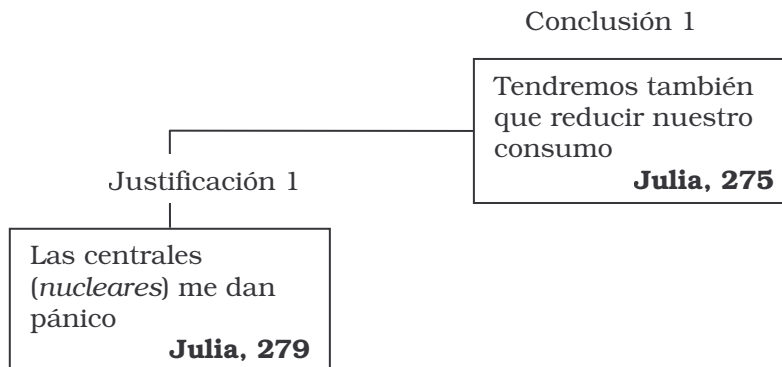 Conclusión 1
Tendremos también
que reducir nuestro
consumo
Julia, 275
Justificación 1
Las centrales
(nucleares) me dan
pánico
Julia, 279